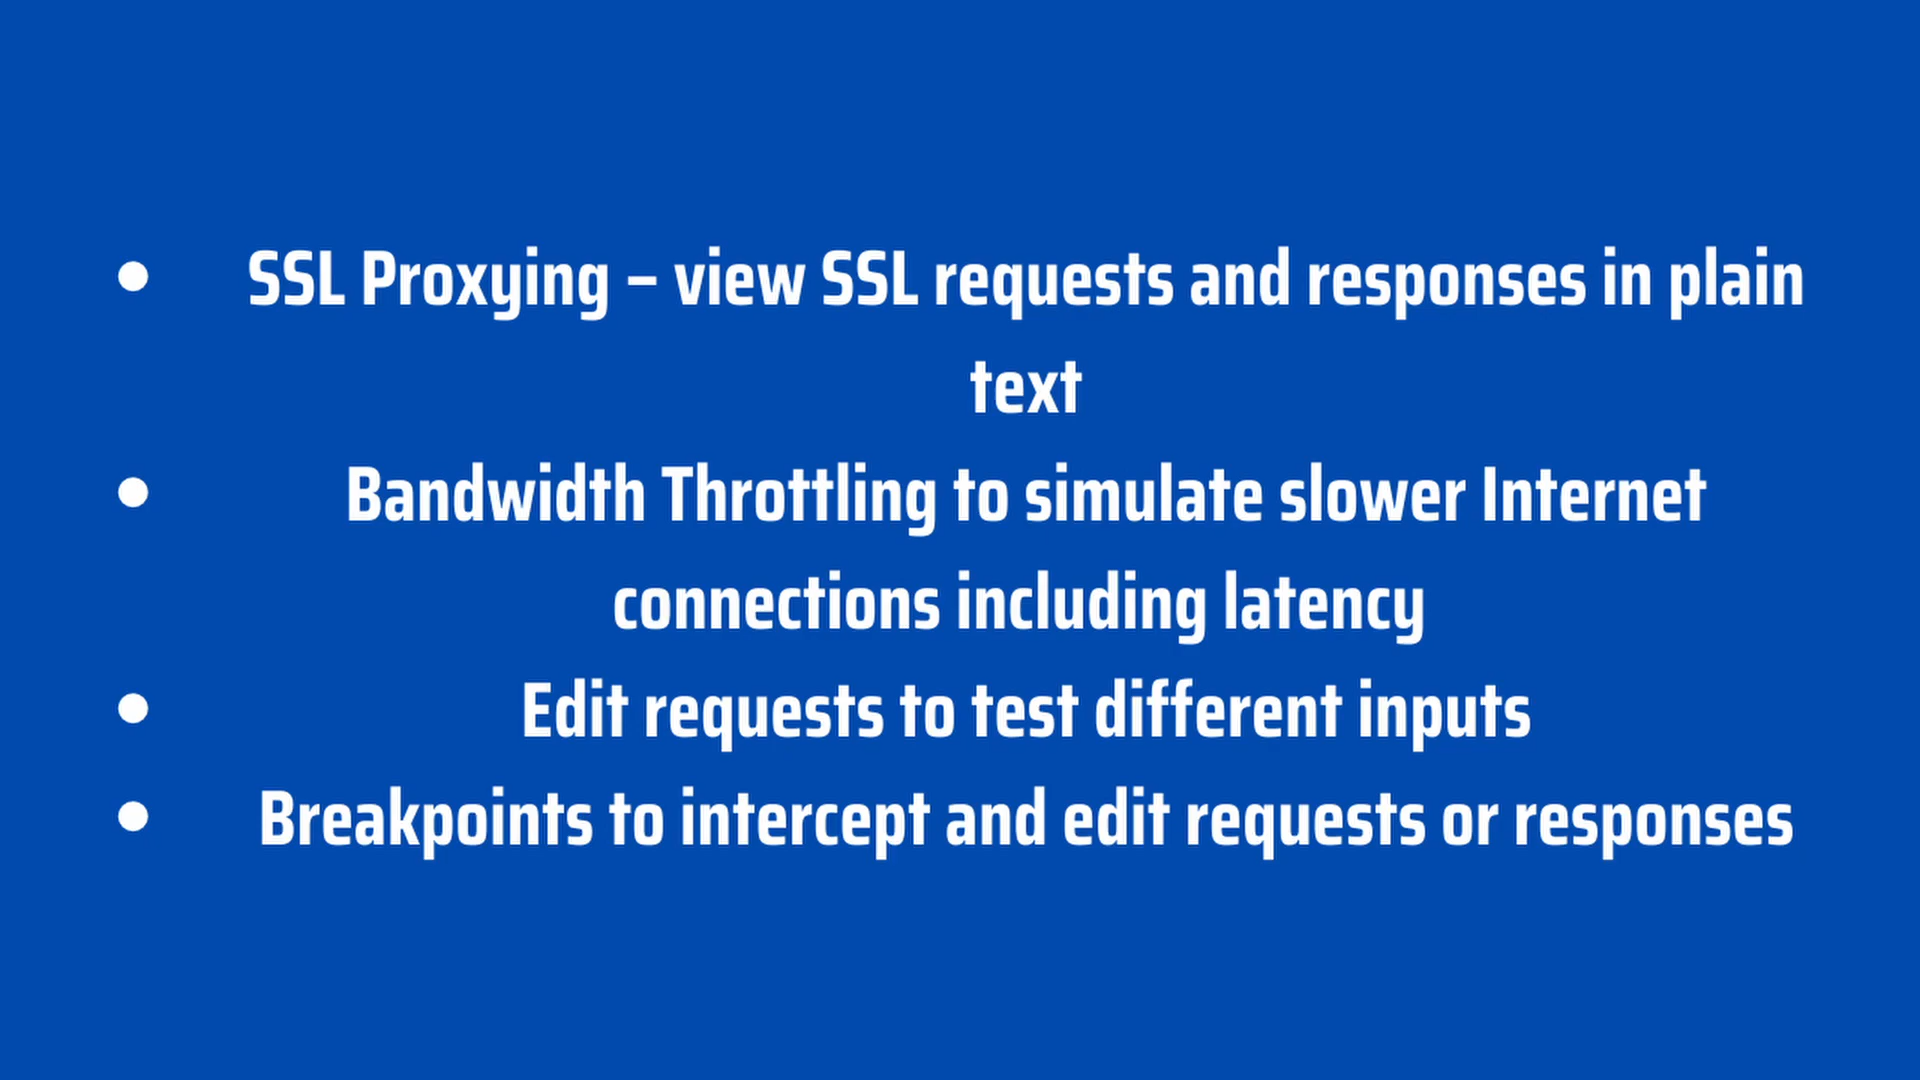 • SSL Proxying – view SSL requests and responses in plain
text
• Bandwidth Throttling to simulate slower Internet
connections including latency
• Edit requests to test different inputs
• Breakpoints to intercept and edit requests or responses